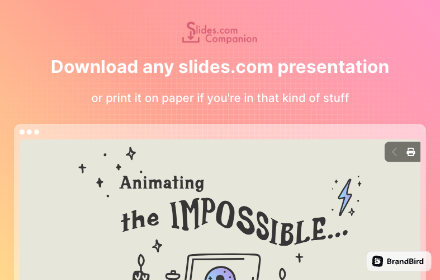 Slides.com
Companion
Download any slides.com presentation
or print it on paper if you're in that kind of stuff
Animating
the IMPOSSIBLE...
BrandBird